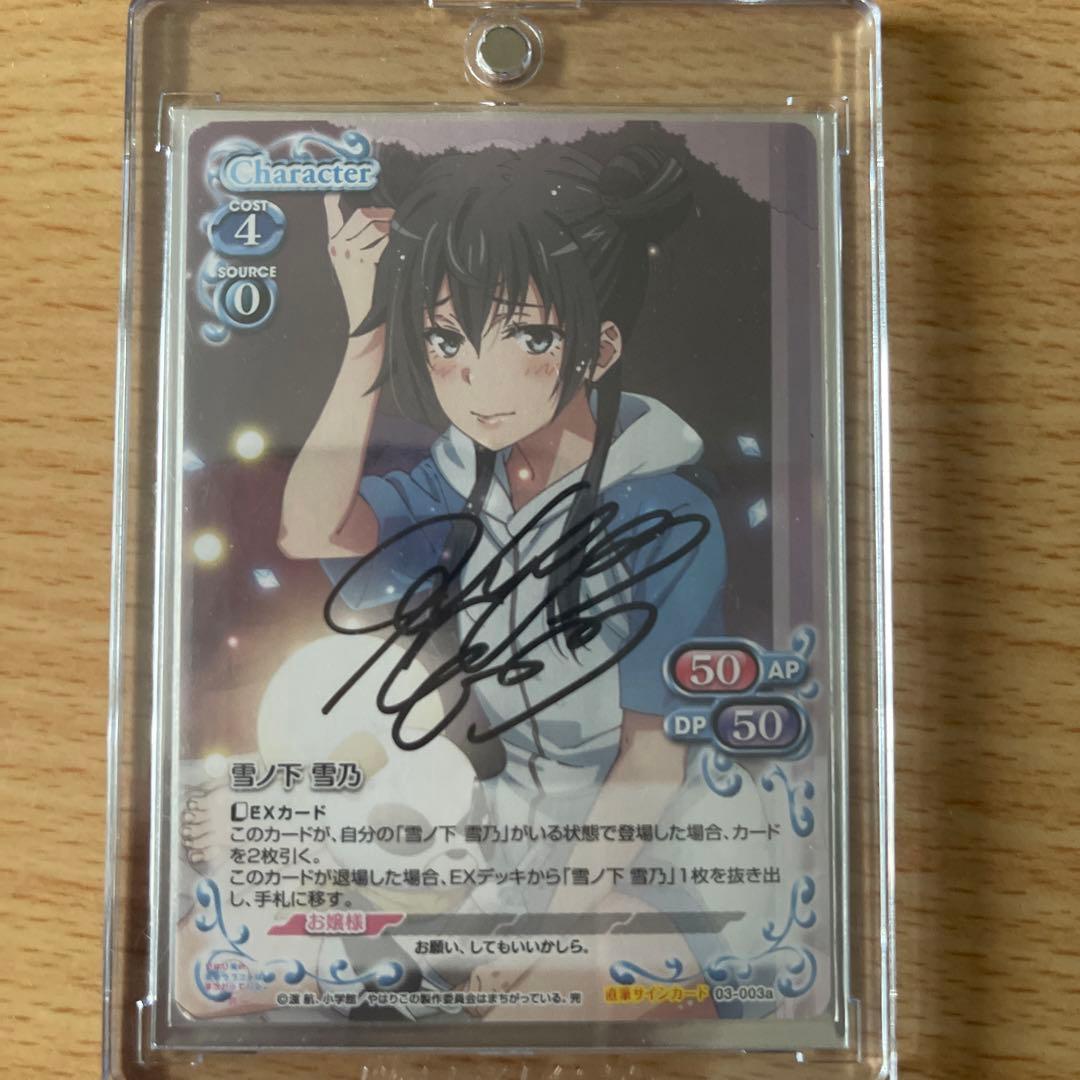 Character
COST
4
SOURCE
0
50 AP
DP 50
雪ノ下 雪乃
EXカード
このカードが、自分の「雪ノ下 雪乃」がいる状態で登場した場合、カード
を2枚引く。
このカードが退場した場合、EXデッキから「雪ノ下 雪乃」1枚を抜き出
し、手札に移す。
お嬢様
お願い、してもいいかしら。
©渡 航、小学館/やはりこの製作委員会はまちがっている。完
直筆サインカード 03-003a